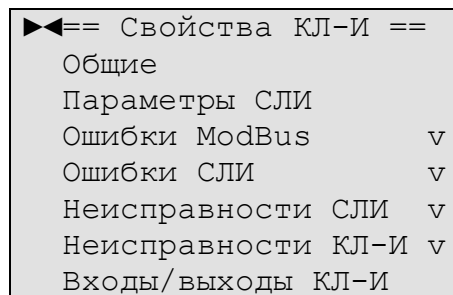 ►◄== Свойства КЛ-И ==
Общие
Параметры СЛИ
Ошибки ModBus v
Ошибки СЛИ v
Неисправности СЛИ v
Неисправности КЛ-И v
Входы/выходы КЛ-И